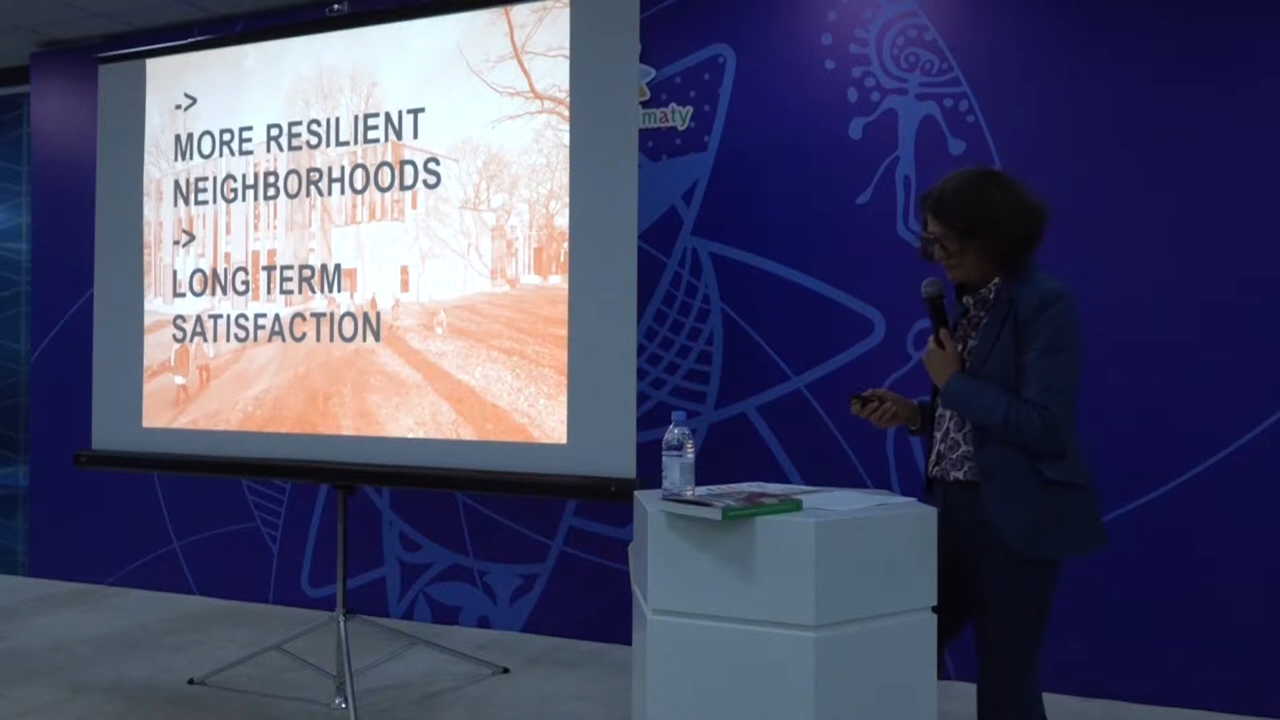 ->
MORE RESILIENT
NEIGHBORHOODS
->
LONG TERM
SATISFACTION
maty